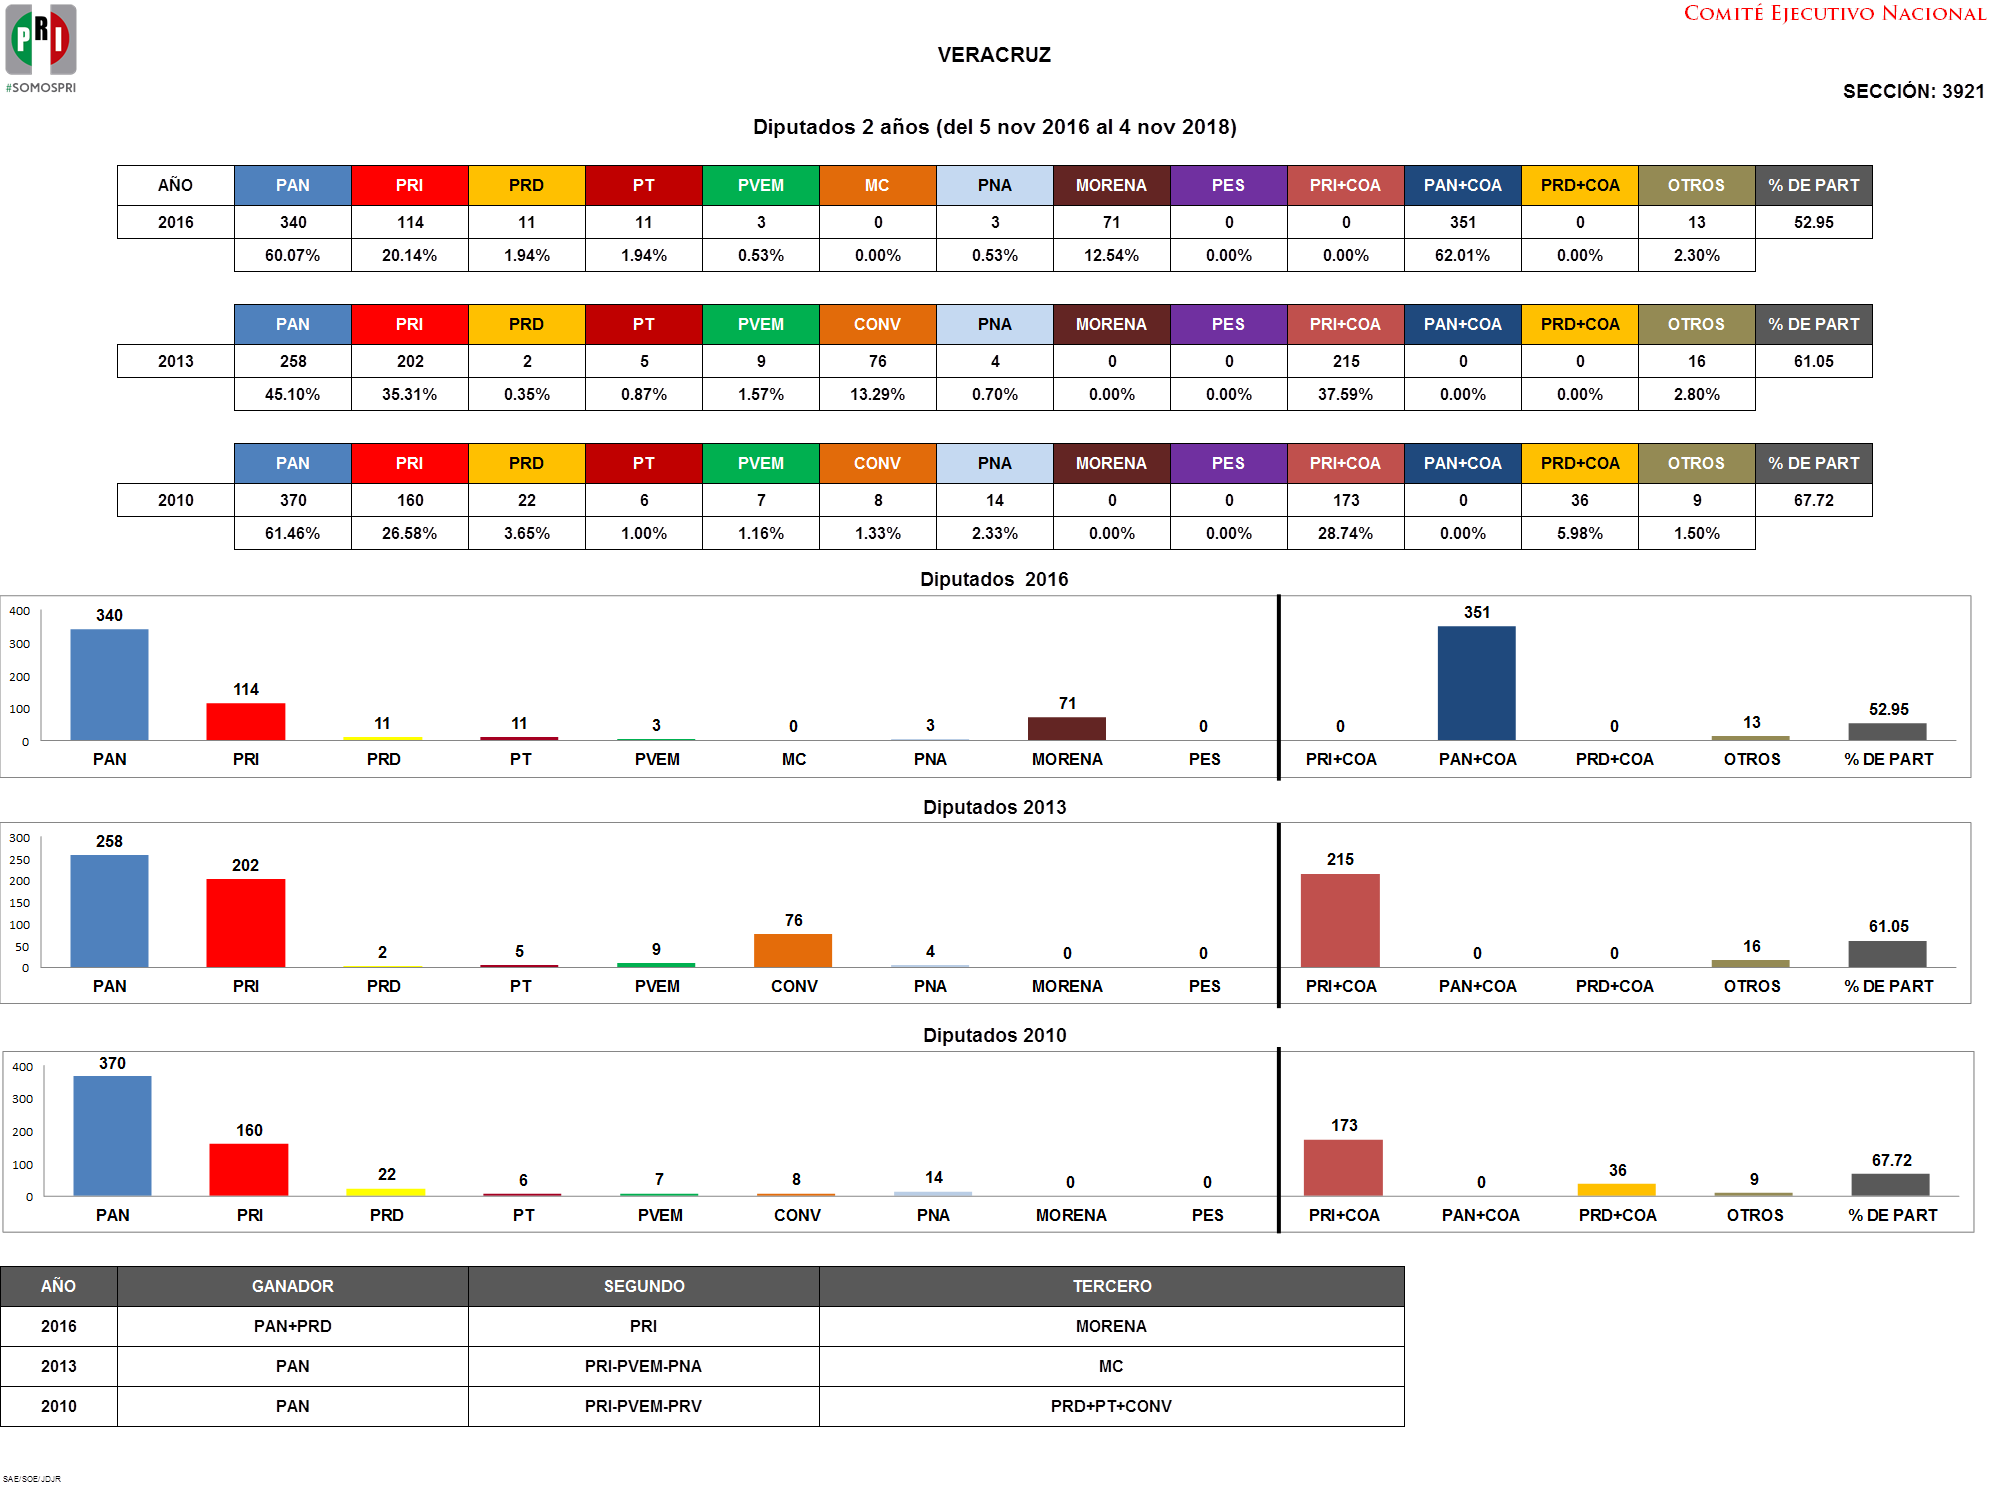 PRI
#SOMOSPRI
COMITÉ EJECUTIVO NACIONAL
VERACRUZ
SECCIÓN: 3921
Diputados 2 años (del 5 nov 2016 al 4 nov 2018)
AÑO PAN PRI PRD PT PVEM MC PNA MORENA PES PRI+COA PAN+COA PRD+COA OTROS % DE PART
2016 340 114 11 11 3 0 3 71 0 0 351 0 13 52.95
60.07% 20.14% 1.94% 1.94% 0.53% 0.00% 0.53% 12.54% 0.00% 0.00% 62.01% 0.00% 2.30%
PAN PRI PRD PT PVEM CONV PNA MORENA PES PRI+COA PAN+COA PRD+COA OTROS % DE PART
2013 258 202 2 5 9 76 4 0 0 215 0 0 16 61.05
45.10% 35.31% 0.35% 0.87% 1.57% 13.29% 0.70% 0.00% 0.00% 37.59% 0.00% 0.00% 2.80%
PAN PRI PRD PT PVEM CONV PNA MORENA PES PRI+COA PAN+COA PRD+COA OTROS % DE PART
2010 370 160 22 6 7 8 14 0 0 173 0 36 9 67.72
61.46% 26.58% 3.65% 1.00% 1.16% 1.33% 2.33% 0.00% 0.00% 28.74% 0.00% 5.98% 1.50%
Diputados 2016
400
300
200
100
0
340 114 11 11 3 0 3 71 0 0 351 0 13 52.95
PAN PRI PRD PT PVEM MC PNA MORENA PES PRI+COA PAN+COA PRD+COA OTROS % DE PART
Diputados 2013
300
250
200
150
100
50
0
258 202 2 5 9 76 4 0 0 215 0 0 16 61.05
PAN PRI PRD PT PVEM CONV PNA MORENA PES PRI+COA PAN+COA PRD+COA OTROS % DE PART
Diputados 2010
400
300
200
100
0
370 160 22 6 7 8 14 0 0 173 0 36 9 67.72
PAN PRI PRD PT PVEM CONV PNA MORENA PES PRI+COA PAN+COA PRD+COA OTROS % DE PART
AÑO GANADOR SEGUNDO TERCERO
2016 PAN+PRD PRI MORENA
2013 PAN PRI-PVEM-PNA MC
2010 PAN PRI-PVEM-PRV PRD+PT+CONV
SAE/SOE/JDJR